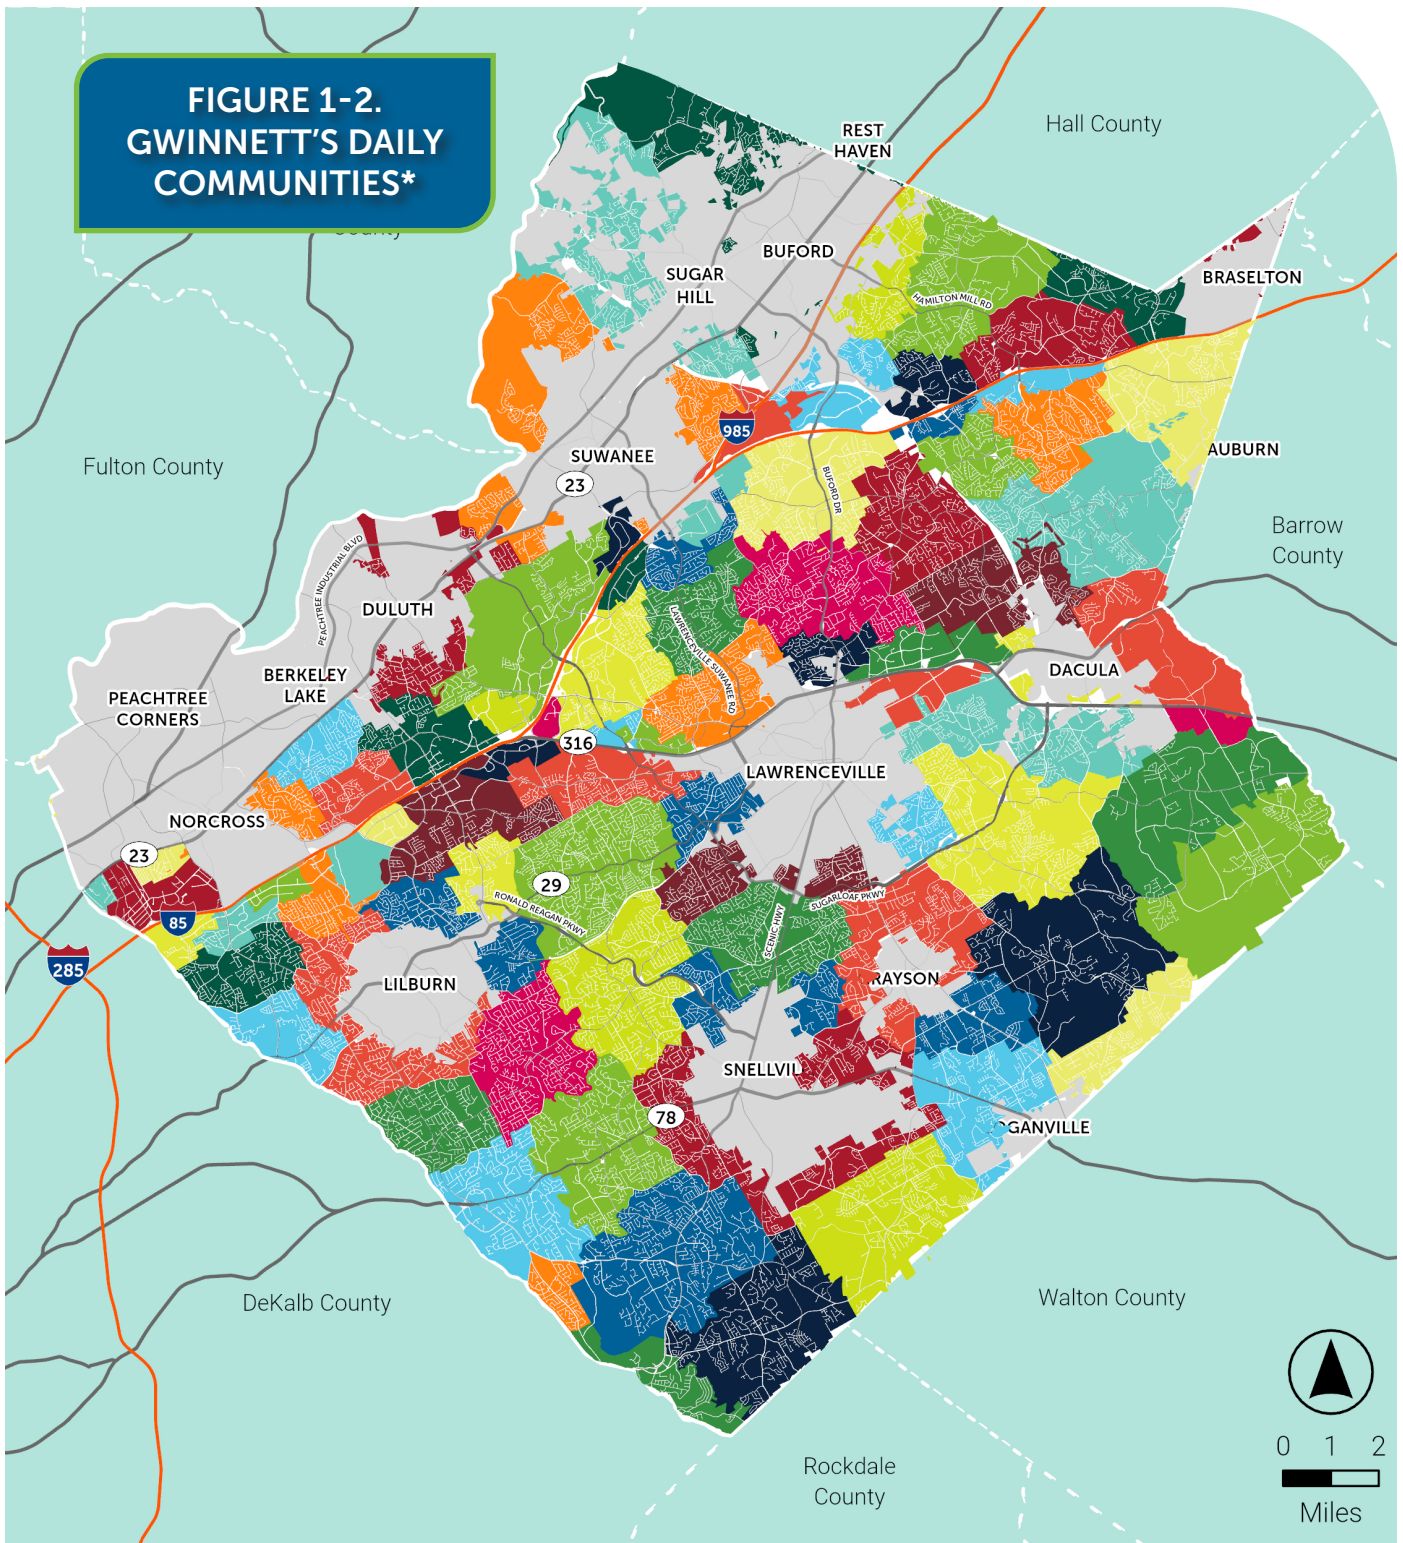 FIGURE 1-2.
GWINNETT'S DAILY
COMMUNITIES*
County
REST
HAVEN
Hall County
BUFORD
SUGAR
HILL
BRASELTON
HAMILTON MILL RD
985
SUWANEE
AUBURN
Fulton County
23
BUFORD DR
Barrow
County
PEACHTREE INDUSTRIAL BLVD
DULUTH
LAWRENCEVILLE SUWANEE RD
BERKELEY
LAKE
DACULA
PEACHTREE
CORNERS
316
LAWRENCEVILLE
NORCROSS
23
29
RONALD REAGAN PKWY
SUGARLOAF PKWY
SCENIC HWY
85
285
LILBURN
RAYSON
SNELLVIL
78
OGANVILLE
DeKalb County
Walton County
Rockdale
County
0 1 2
Miles